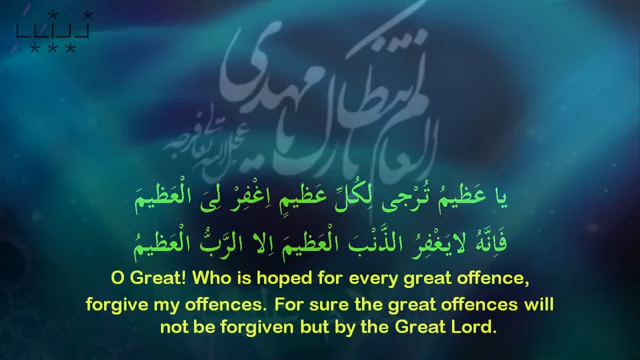 يا عَظيمُ تُرْجى لِكُلِّ عَظيمٍ اِغْفِرْ لِىَ الْعَظيمَ
فَاِنَّهُ لايَغْفِرُ الذَّنْبَ الْعَظيمَ اِلا الرَّبُّ الْعَظيمُ
O Great! Who is hoped for every great offence,
forgive my offences. For sure the great offences will
not be forgiven but by the Great Lord.